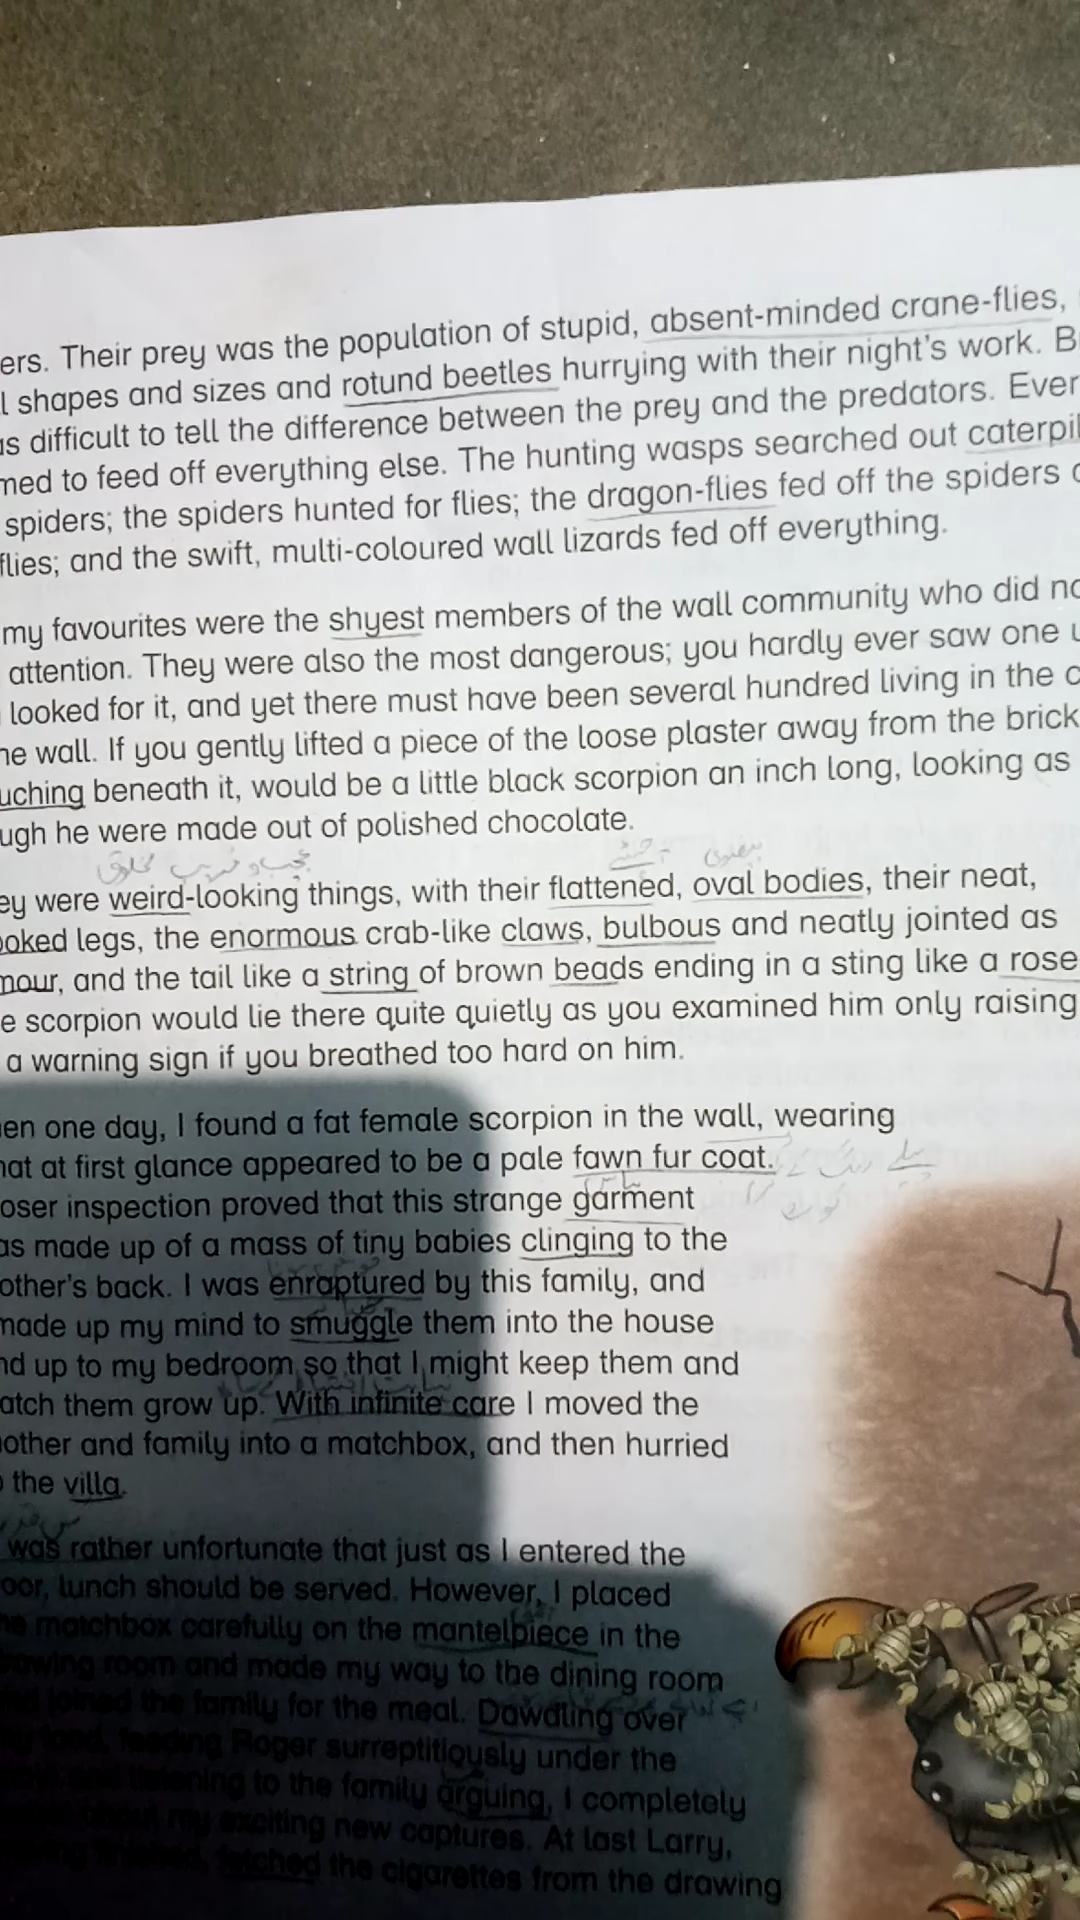 ers. Their prey was the population of stupid, absent-minded crane-flies,
l shapes and sizes and rotund beetles hurrying with their night's work. B
as difficult to tell the difference between the prey and the predators. Ever
med to feed off everything else. The hunting wasps searched out caterpil
spiders; the spiders hunted for flies; the dragon-flies fed off the spiders
flies; and the swift, multi-coloured wall lizards fed off everything.
my favourites were the shyest members of the wall community who did no
attention. They were also the most dangerous; you hardly ever saw one u
looked for it, and yet there must have been several hundred living in the c
he wall. If you gently lifted a piece of the loose plaster away from the brick
uching beneath it, would be a little black scorpion an inch long, looking as
ugh he were made out of polished chocolate.
عجیب و غریب مخلوق
بیضوی
ey were weird-looking things, with their flattened, oval bodies, their neat,
ooked legs, the enormous crab-like claws, bulbous and neatly jointed as
mour, and the tail like a string of brown beads ending in a sting like a rose
e scorpion would lie there quite quietly as you examined him only raising
a warning sign if you breathed too hard on him.
en one day, I found a fat female scorpion in the wall, wearing
hat at first glance appeared to be a pale fawn fur coat.
oser inspection proved that this strange garment
as made up of a mass of tiny babies clinging to the
other's back. I was enraptured by this family, and
made up my mind to smuggle them into the house
nd up to my bedroom so that I might keep them and
atch them grow up. With infinite care I moved the
other and family into a matchbox, and then hurried
o the villa.
was rather unfortunate that just as I entered the
oor, lunch should be served. However, I placed
he matchbox carefully on the mantelpiece in the
rawing room and made my way to the dining room
nd joined the family for the meal. Dawdling over
y food, feeding Roger surreptitiously under the
and listening to the family arguing, I completely
about my exciting new captures. At last Larry,
finished, fetched the cigarettes from the drawing